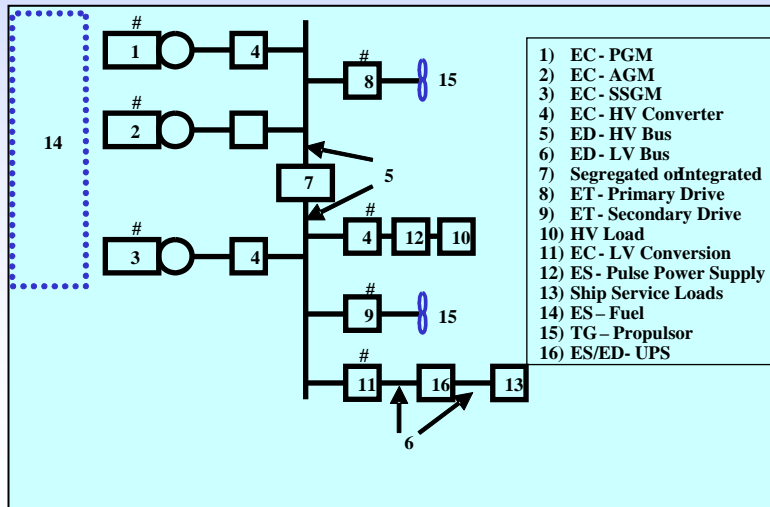 #
1
4
#
8
15
#
2
14
7
5
#
3
4
#
4
12
10
#
9
15
#
11
16
13
6
1) EC - PGM
2) EC - AGM
3) EC - SSGM
4) EC - HV Converter
5) ED - HV Bus
6) ED - LV Bus
7) Segregated or Integrated
8) ET - Primary Drive
9) ET - Secondary Drive
10) HV Load
11) EC - LV Conversion
12) ES - Pulse Power Supply
13) Ship Service Loads
14) ES – Fuel
15) TG – Propulsor
16) ES/ED- UPS